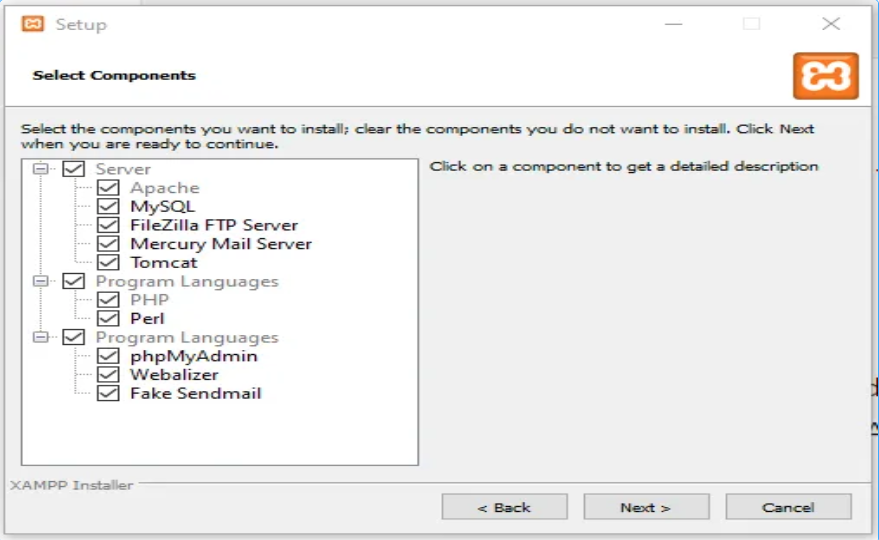 Setup
Select Components
Select the components you want to install; clear the components you do not want to install. Click Next
when you are ready to continue.
Server
Apache
MySQL
FileZilla FTP Server
Mercury Mail Server
Tomcat
Program Languages
PHP
Perl
Program Languages
phpMyAdmin
Webalizer
Fake Sendmail
Click on a component to get a detailed description
XAMPP Installer
< Back
Next >
Cancel